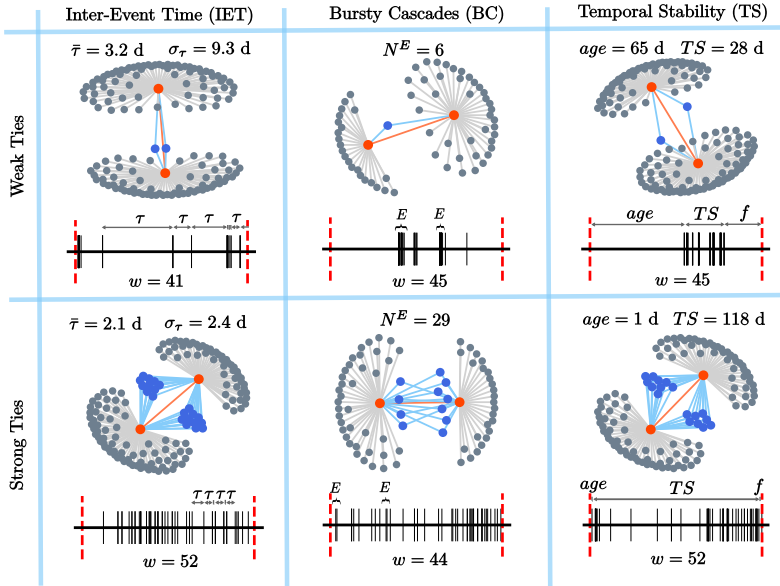 Inter-Event Time (IET) Bursty Cascades (BC) Temporal Stability (TS)
Weak Ties
τ̄ = 3.2 d σ_τ = 9.3 d
τ τ τ τ
w = 41
N^E = 6
E E
w = 45
age = 65 d TS = 28 d
age TS f
w = 45
Strong Ties
τ̄ = 2.1 d σ_τ = 2.4 d
τ τ τ τ
w = 52
N^E = 29
E E
w = 44
age = 1 d TS = 118 d
age TS f
w = 52